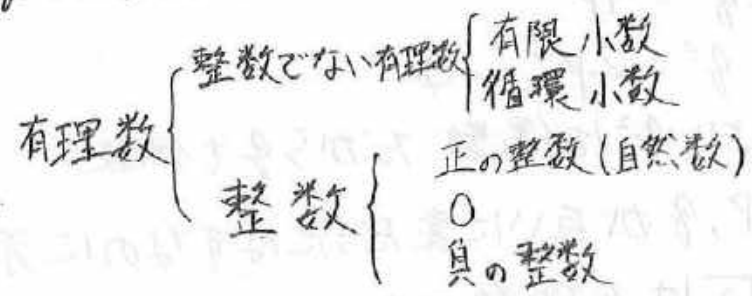 有理数
整数でない有理数
有限小数
循環小数
整数
正の整数(自然数)
0
負の整数